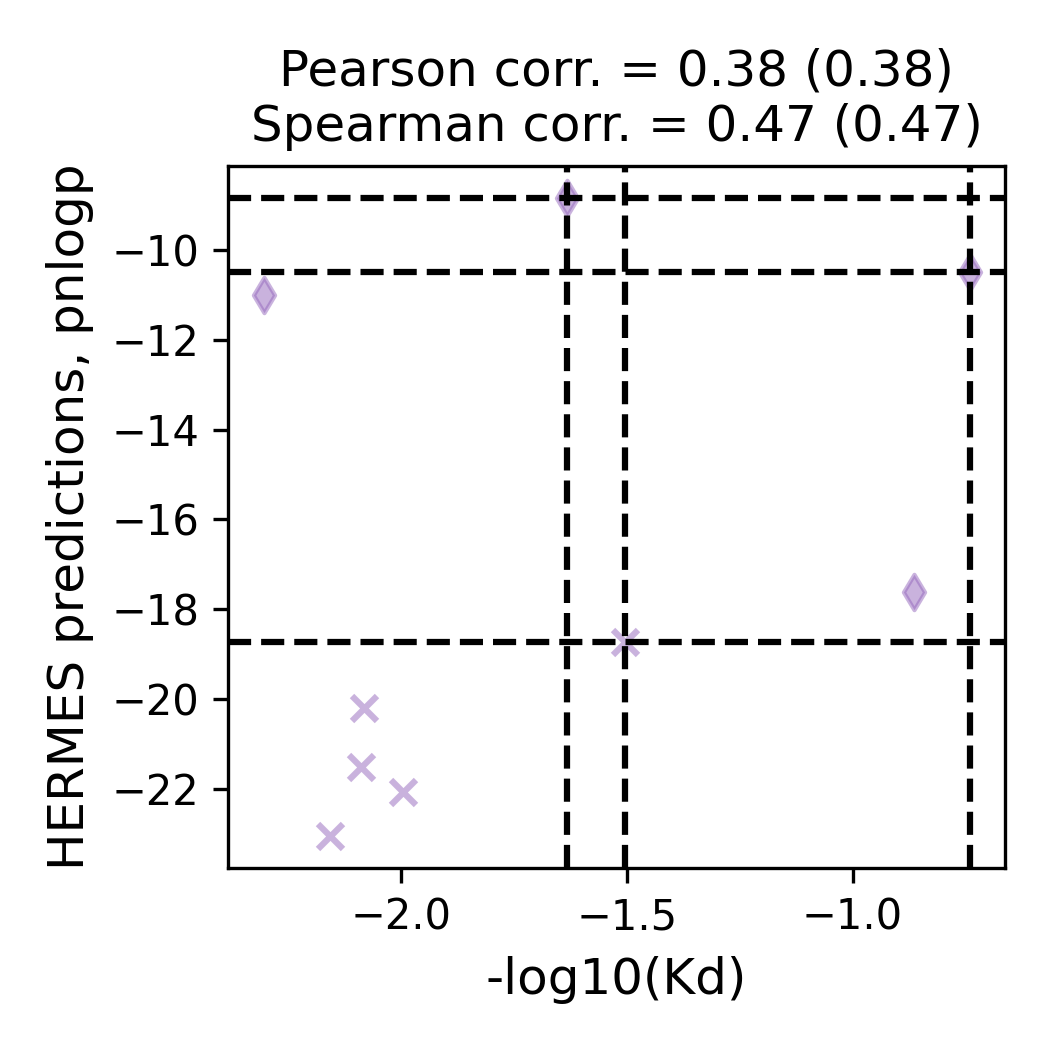 Pearson corr. = 0.38 (0.38)
Spearman corr. = 0.47 (0.47)
HERMES predictions, pnlogp
−10
−12
−14
−16
−18
−20
−22
−2.0
−1.5
−1.0
-log10(Kd)